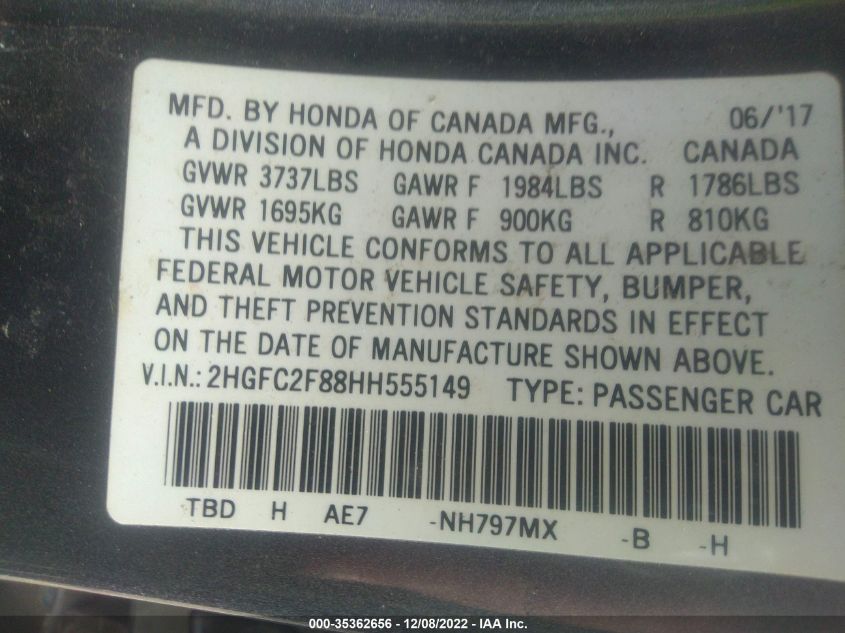 MFD. BY HONDA OF CANADA MFG., 06/'17
A DIVISION OF HONDA CANADA INC. CANADA
GVWR 3737LBS GAWR F 1984LBS R 1786LBS
GVWR 1695KG GAWR F 900KG R 810KG
THIS VEHICLE CONFORMS TO ALL APPLICABLE
FEDERAL MOTOR VEHICLE SAFETY, BUMPER,
AND THEFT PREVENTION STANDARDS IN EFFECT
ON THE DATE OF MANUFACTURE SHOWN ABOVE.
V.I.N.: 2HGFC2F88HH555149 TYPE: PASSENGER CAR
TBD H AE7 -NH797MX -B -H
000-35362656 - 12/08/2022 - IAA Inc.